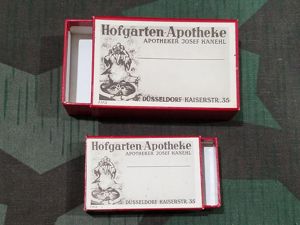 Hofgarten-Apotheke
APOTHEKER JOSEF KANEHL
DÜSSELDORF KAISERSTR. 35
Hofgarten-Apotheke
APOTHEKER JOSEF KANEHL
DÜSSELDORF KAISERSTR. 35